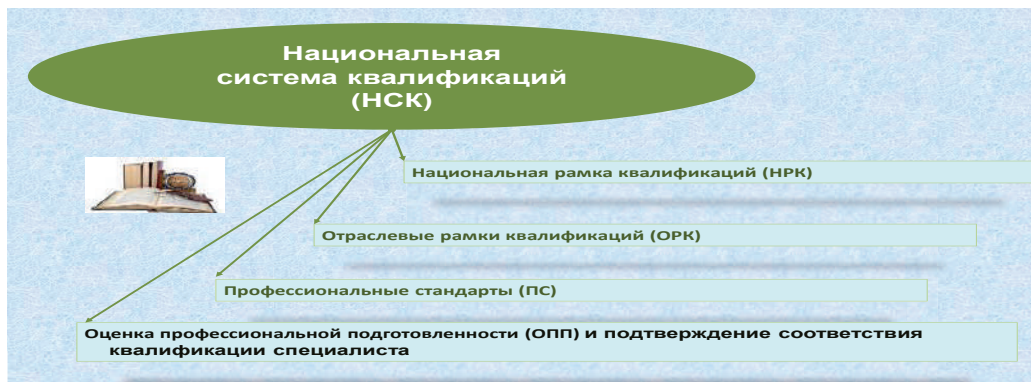 Национальная
система квалификаций
(НСК)
Национальная рамка квалификаций (НРК)
Отраслевые рамки квалификаций (ОРК)
Профессиональные стандарты (ПС)
Оценка профессиональной подготовленности (ОПП) и подтверждение соответствия
квалификации специалиста